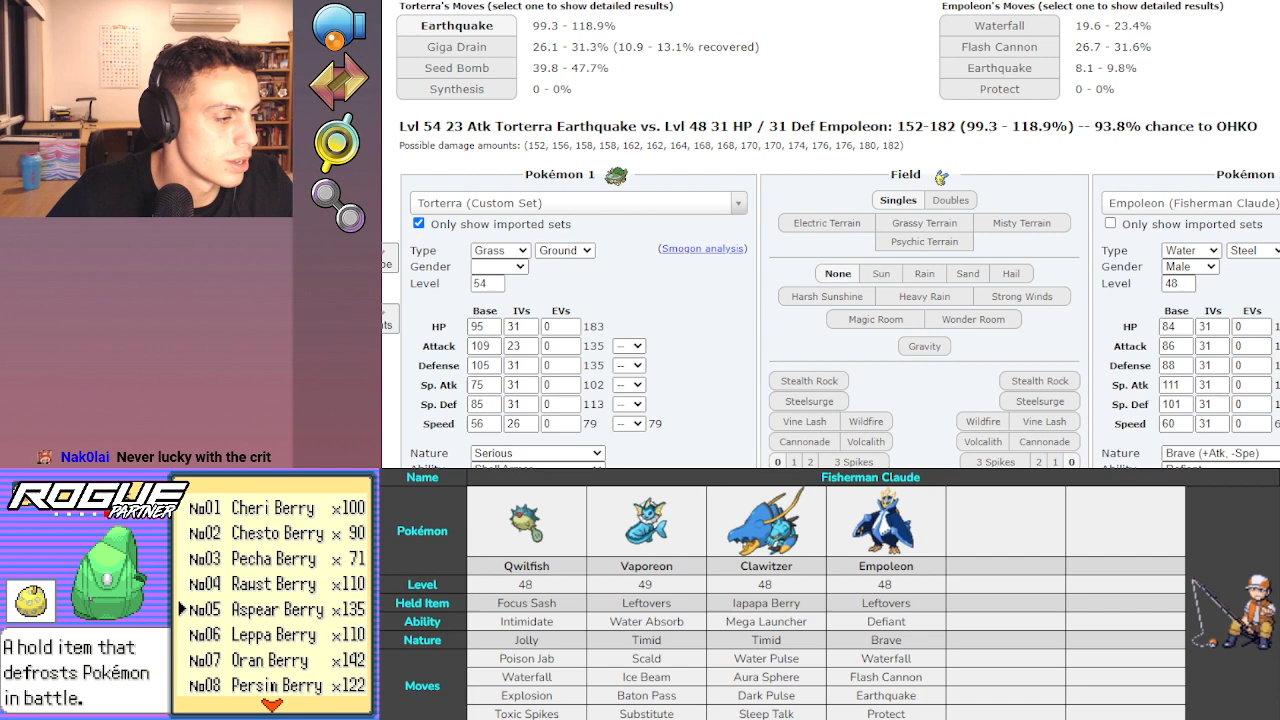 Torterra's Moves (select one to show detailed results)
Earthquake 99.3 - 118.9%
Giga Drain 26.1 - 31.3% (10.9 - 13.1% recovered)
Seed Bomb 39.8 - 47.7%
Synthesis 0 - 0%
Empoleon's Moves (select one to show detailed results)
Waterfall 19.6 - 23.4%
Flash Cannon 26.7 - 31.6%
Earthquake 8.1 - 9.8%
Protect 0 - 0%
Lvl 54 23 Atk Torterra Earthquake vs. Lvl 48 31 HP / 31 Def Empoleon: 152-182 (99.3 - 118.9%) -- 93.8% chance to OHKO
Possible damage amounts: (152, 156, 158, 158, 162, 162, 164, 168, 168, 170, 170, 174, 176, 176, 180, 182)
Pokémon 1
Torterra (Custom Set)
Only show imported sets
Type Grass Ground (Smogon analysis)
Gender
Level 54
Base IVs EVs
HP 95 31 0 183
Attack 109 23 0 135 --
Defense 105 31 0 135 --
Sp. Atk 75 31 0 102 --
Sp. Def 85 31 0 113 --
Speed 56 26 0 79 -- 79
Nature Serious
Field
Singles Doubles
Electric Terrain Grassy Terrain Misty Terrain
Psychic Terrain
None Sun Rain Sand Hail
Harsh Sunshine Heavy Rain Strong Winds
Magic Room Wonder Room
Gravity
Stealth Rock Stealth Rock
Steelsurge Steelsurge
Vine Lash Wildfire Wildfire Vine Lash
Cannonade Volcalith Volcalith Cannonade
0 1 2 3 Spikes 3 Spikes 2 1 0
Pokémon
Empoleon (Fisherman Claude)
Only show imported sets
Type Water Steel
Gender Male
Level 48
Base IVs EVs
HP 84 31 0
Attack 86 31 0
Defense 88 31 0
Sp. Atk 111 31 0
Sp. Def 101 31 0
Speed 60 31 0
Nature Brave (+Atk, -Spe)
Nak0lai Never lucky with the crit
ROGUE
PARTNER
No01 Cheri Berry x100
No02 Chesto Berry x 90
No03 Pecha Berry x 71
No04 Rawst Berry x110
No05 Aspear Berry x135
No06 Leppa Berry x110
No07 Oran Berry x142
No08 Persim Berry x122
A hold item that
defrosts Pokémon
in battle.
Name Fisherman Claude
Pokémon Qwilfish Vaporeon Clawitzer Empoleon
Level 48 49 48 48
Held Item Focus Sash Leftovers Iapapa Berry Leftovers
Ability Intimidate Water Absorb Mega Launcher Defiant
Nature Jolly Timid Timid Brave
Moves
Poison Jab Scald Water Pulse Waterfall
Waterfall Ice Beam Aura Sphere Flash Cannon
Explosion Baton Pass Dark Pulse Earthquake
Toxic Spikes Substitute Sleep Talk Protect